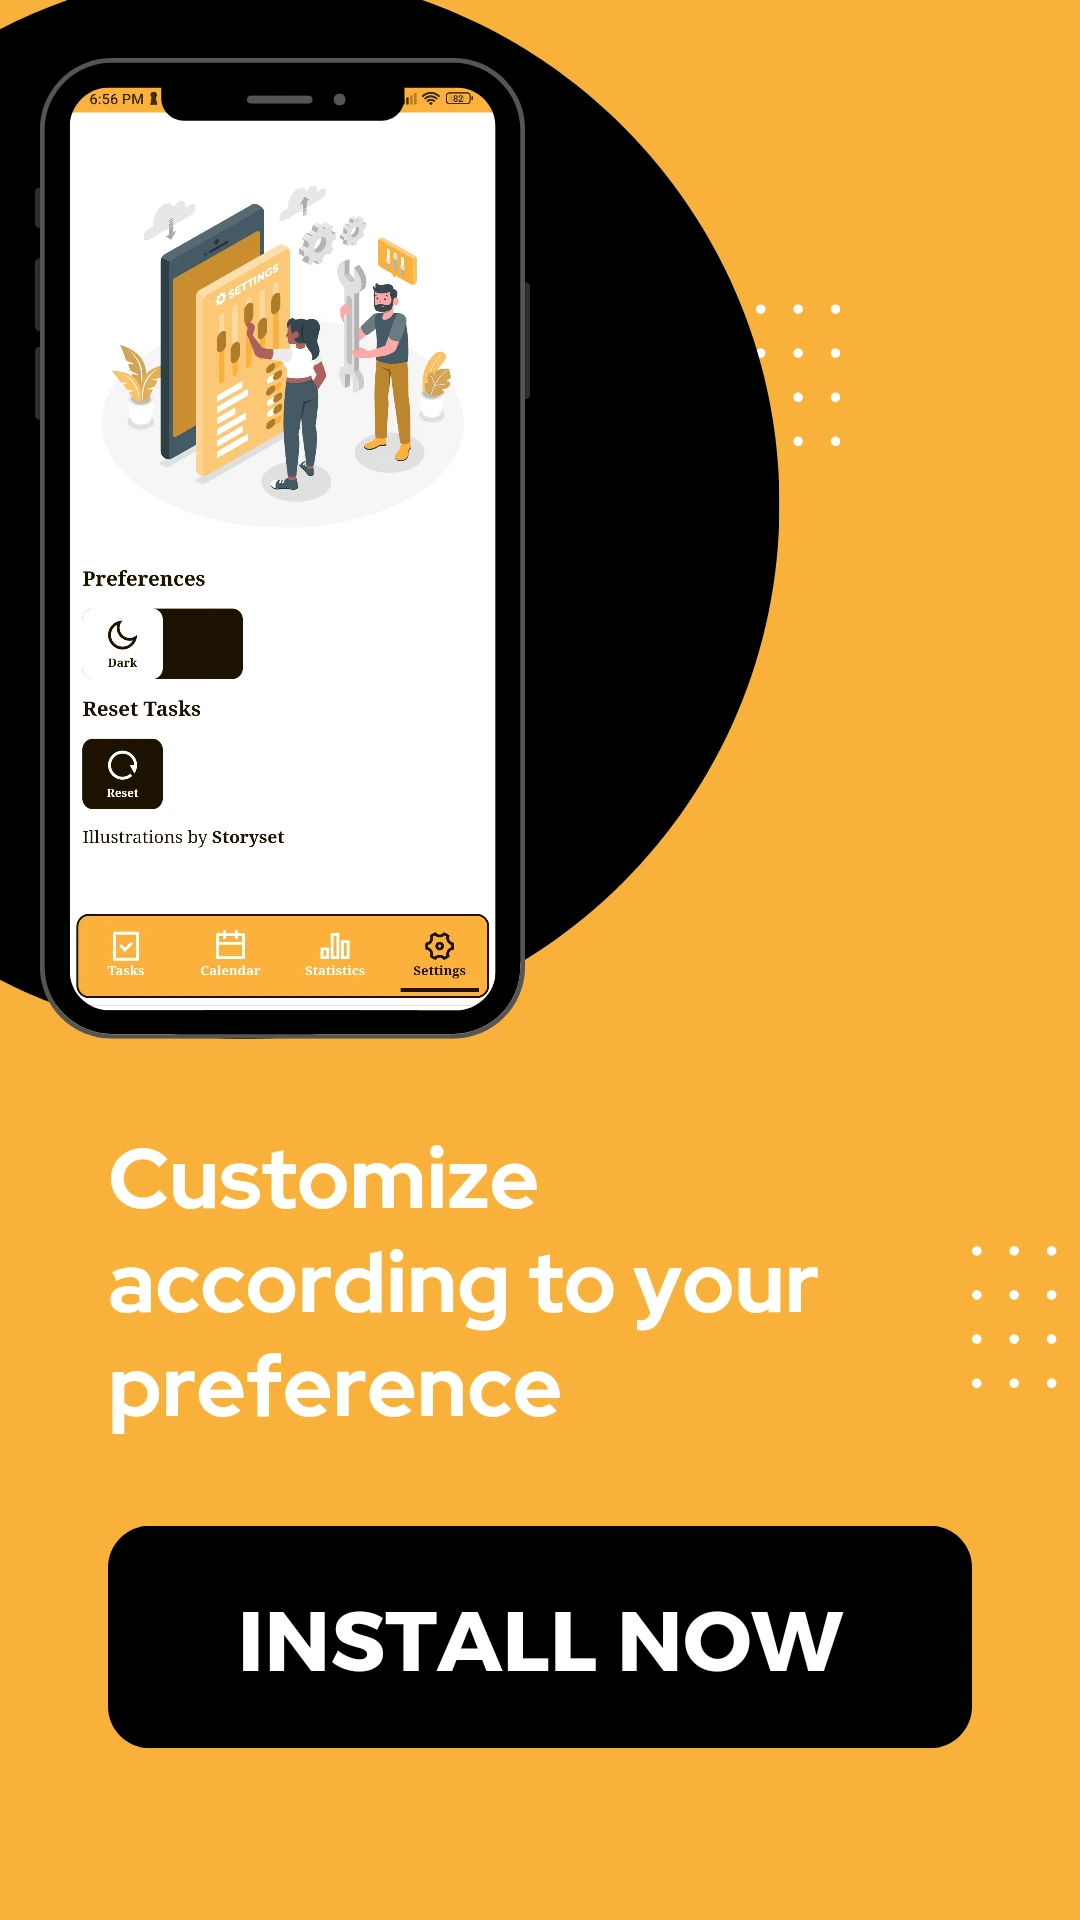 6:56 PM
82
SETTINGS
Preferences
Dark
Reset Tasks
Reset
Illustrations by Storyset
Tasks Calendar Statistics Settings
Customize
according to your
preference
INSTALL NOW